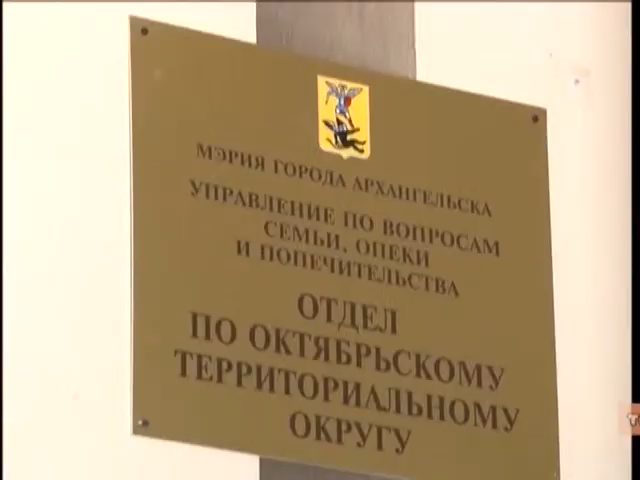 МЭРИЯ ГОРОДА АРХАНГЕЛЬСКА
УПРАВЛЕНИЕ ПО ВОПРОСАМ
СЕМЬИ, ОПЕКИ
И ПОПЕЧИТЕЛЬСТВА
ОТДЕЛ
ПО ОКТЯБРЬСКОМУ
ТЕРРИТОРИАЛЬНОМУ
ОКРУГУ